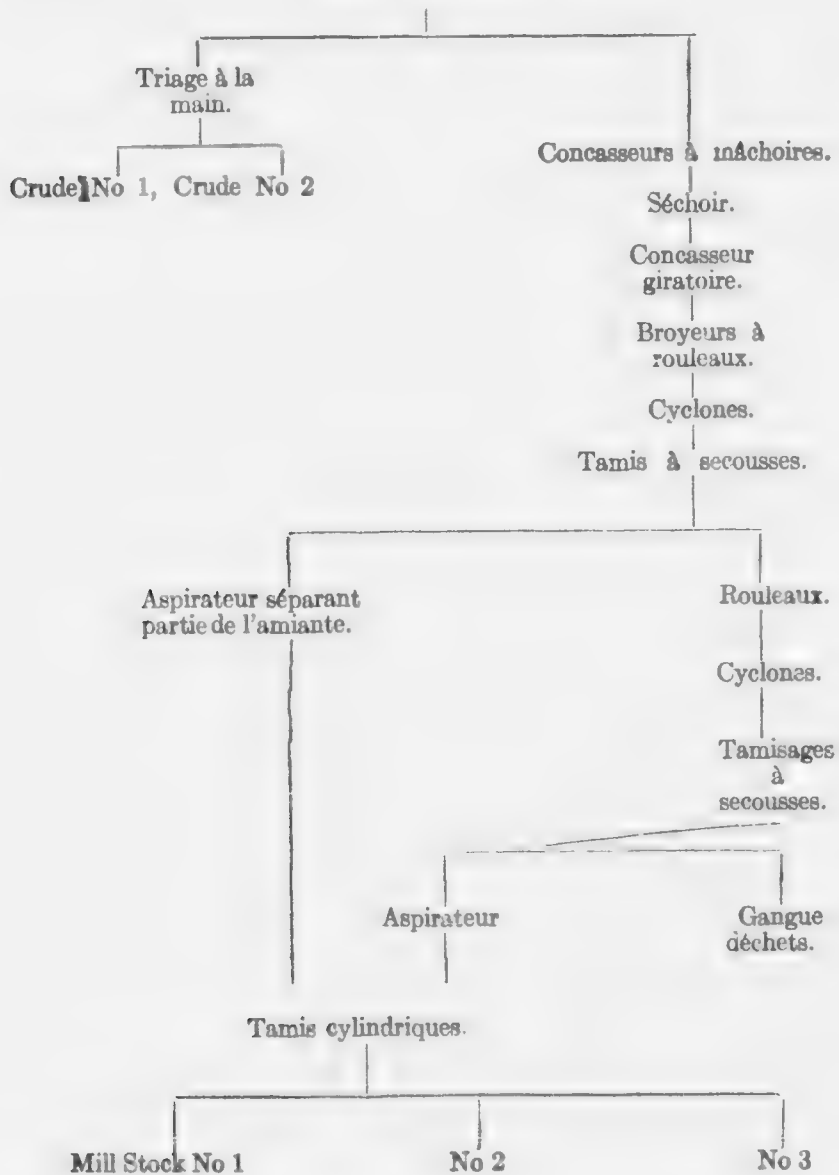 Triage à la
main.
Crude No 1, Crude No 2
Concasseurs à mâchoires.
Séchoir.
Concasseur
giratoire.
Broyeurs à
rouleaux.
Cyclones.
Tamis à secousses.
Aspirateur séparant
partie de l'amiante.
Rouleaux.
Cyclones.
Tamisages
à
secousses.
Aspirateur
Gangue
déchets.
Tamis cylindriques.
Mill Stock No 1 No 2 No 3